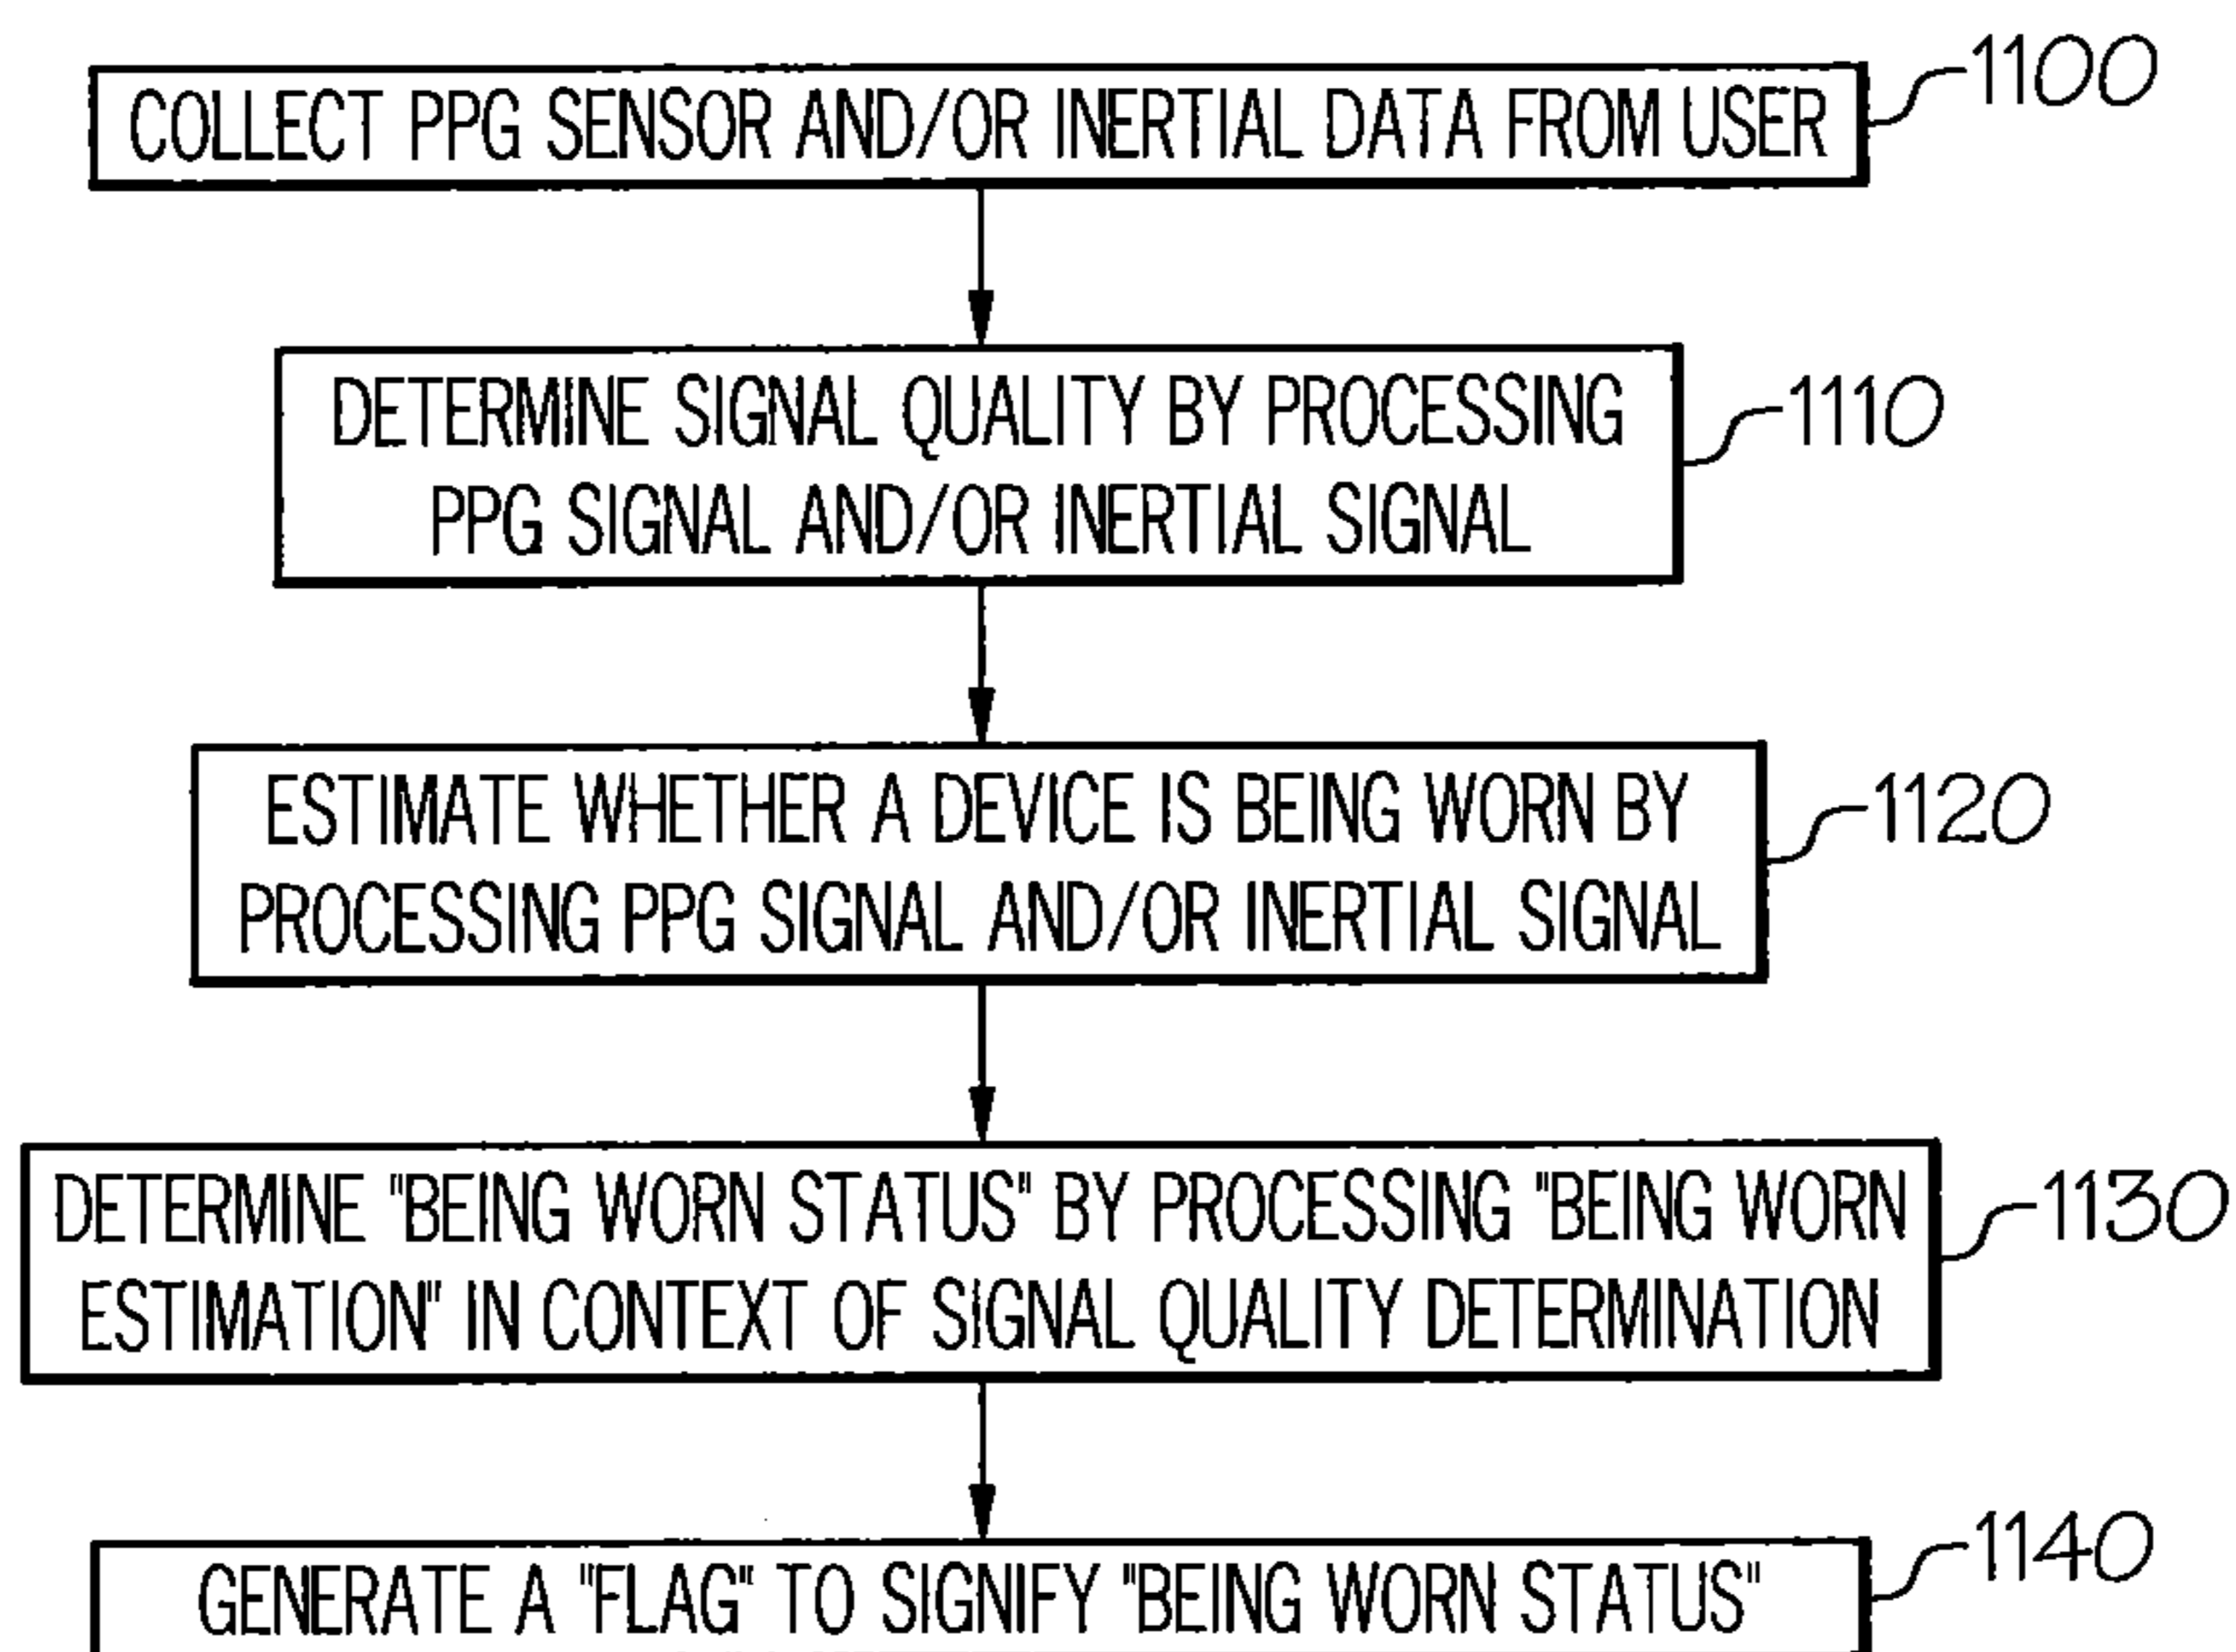 COLLECT PPG SENSOR AND/OR INERTIAL DATA FROM USER
1100
DETERMINE SIGNAL QUALITY BY PROCESSING
PPG SIGNAL AND/OR INERTIAL SIGNAL
1110
ESTIMATE WHETHER A DEVICE IS BEING WORN BY
PROCESSING PPG SIGNAL AND/OR INERTIAL SIGNAL
1120
DETERMINE "BEING WORN STATUS" BY PROCESSING "BEING WORN
ESTIMATION" IN CONTEXT OF SIGNAL QUALITY DETERMINATION
1130
GENERATE A "FLAG" TO SIGNIFY "BEING WORN STATUS"
1140